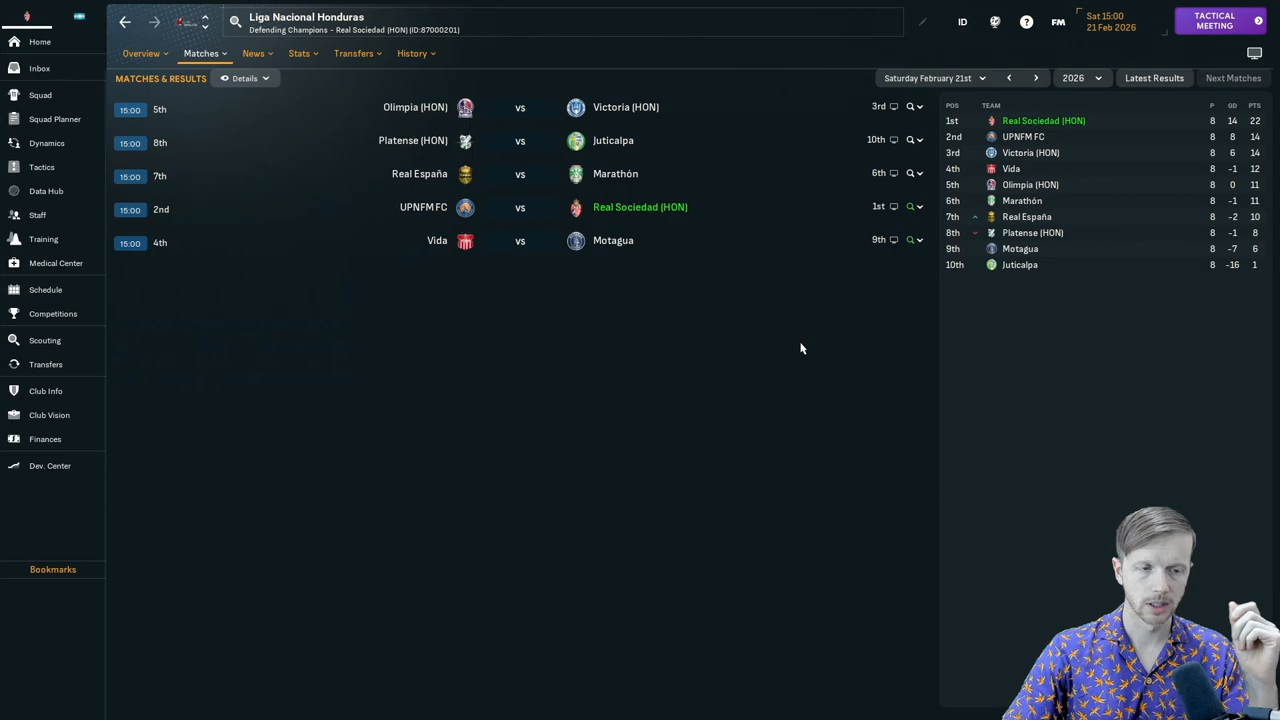 Liga Nacional Honduras
Defending Champions - Real Sociedad (HON) (ID:87000201)
ID
?
FM
Sat 15:00
21 Feb 2026
TACTICAL
MEETING
Home
Inbox
Squad
Squad Planner
Dynamics
Tactics
Data Hub
Staff
Training
Medical Center
Schedule
Competitions
Scouting
Transfers
Club Info
Club Vision
Finances
Dev. Center
Bookmarks
Overview Matches News Stats Transfers History
MATCHES & RESULTS Details Saturday February 21st 2026 Latest Results Next Matches
15:00 5th Olimpia (HON) vs Victoria (HON) 3rd
15:00 8th Platense (HON) vs Juticalpa 10th
15:00 7th Real España vs Marathón 6th
15:00 2nd UPNFM FC vs Real Sociedad (HON) 1st
15:00 4th Vida vs Motagua 9th
POS TEAM P GD PTS
1st Real Sociedad (HON) 8 14 22
2nd UPNFM FC 8 8 14
3rd Victoria (HON) 8 6 14
4th Vida 8 -1 12
5th Olimpia (HON) 8 0 11
6th Marathón 8 -1 11
7th Real España 8 -2 10
8th Platense (HON) 8 -1 8
9th Motagua 8 -7 6
10th Juticalpa 8 -16 1